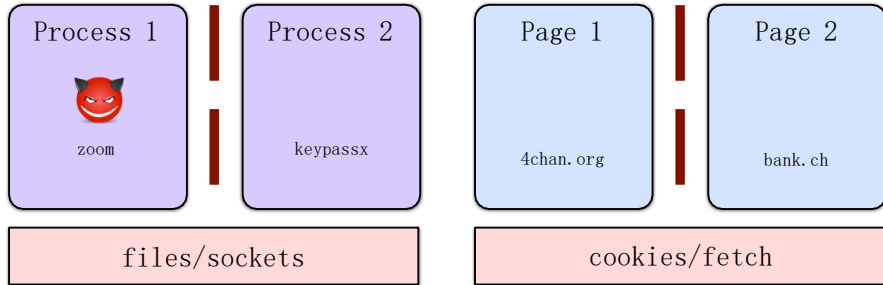 Process 1
Process 2
Page 1
Page 2
zoom
keypassx
4chan.org
bank.ch
files/sockets
cookies/fetch